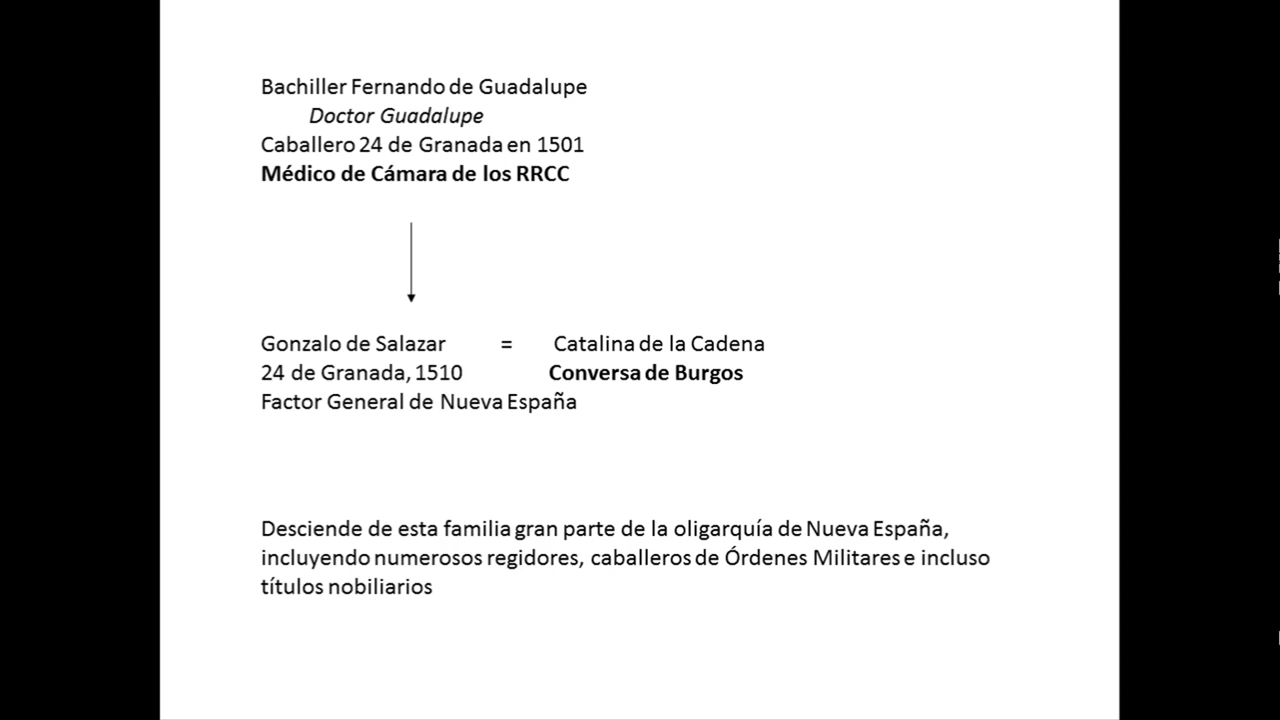 Bachiller Fernando de Guadalupe
Doctor Guadalupe
Caballero 24 de Granada en 1501
Médico de Cámara de los RRCC
Gonzalo de Salazar = Catalina de la Cadena
24 de Granada, 1510 Conversa de Burgos
Factor General de Nueva España
Desciende de esta familia gran parte de la oligarquía de Nueva España,
incluyendo numerosos regidores, caballeros de Órdenes Militares e incluso
títulos nobiliarios